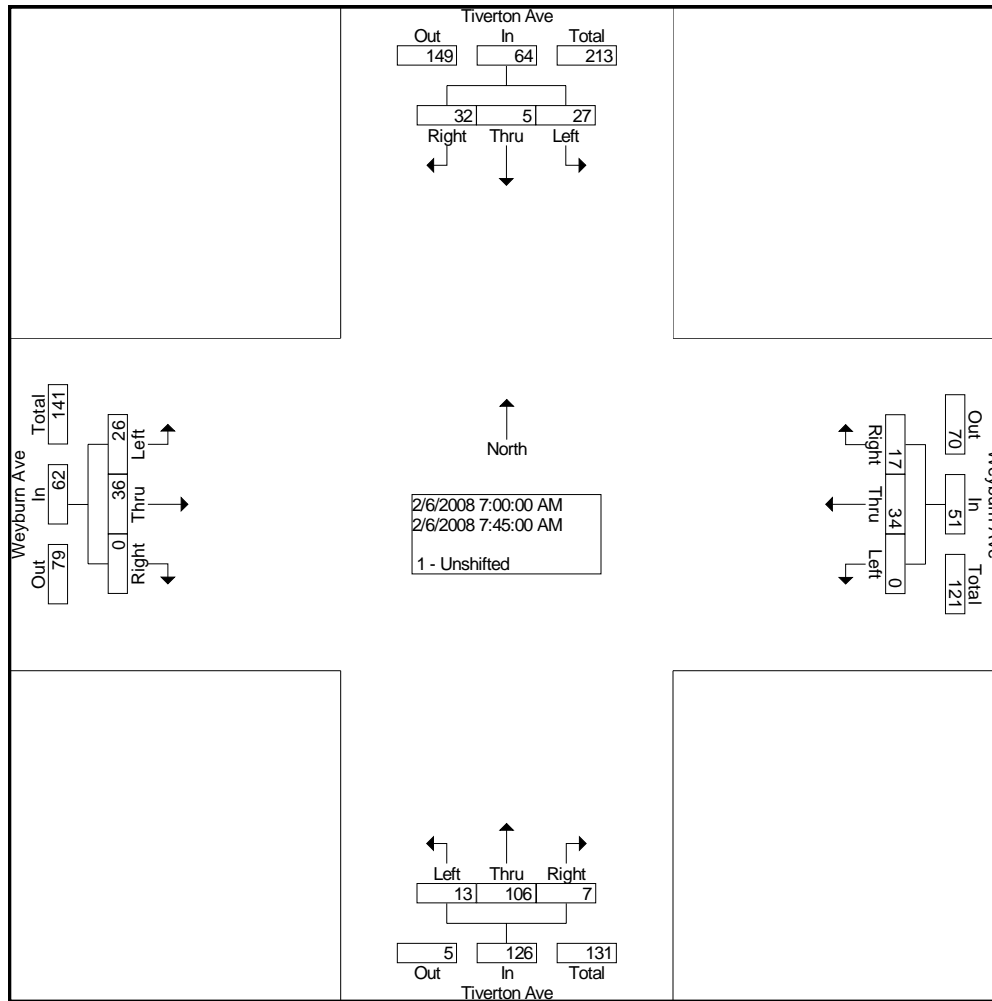 Tiverton Ave
Out In Total
149 64 213
32 5 27
Right Thru Left
Weyburn Ave
Total In Out
141 62 79
26 36 0
Left Thru Right
North
2/6/2008 7:00:00 AM
2/6/2008 7:45:00 AM
1 - Unshifted
Right Thru Left
17 34 0
Out In Total
70 51 121
Weyburn Ave
Left Thru Right
13 106 7
5 126 131
Out In Total
Tiverton Ave